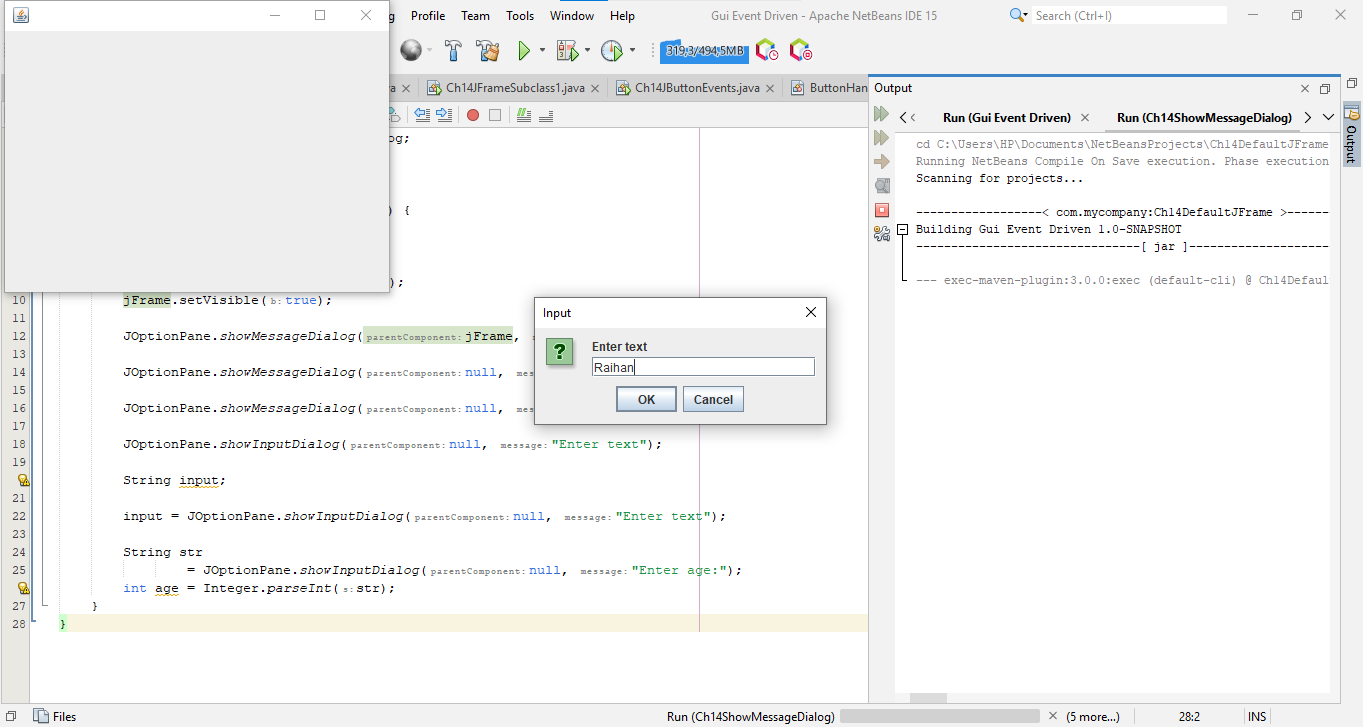 g Profile Team Tools Window Help Gui Event Driven - Apache NetBeans IDE 15 Search (Ctrl+I)
319,3/494,5MB
a Ch14JFrameSubclass1.java Ch14JButtonEvents.java ButtonHan
Output
Run (Gui Event Driven) Run (Ch14ShowMessageDialog)
Output
cd C:\Users\HP\Documents\NetBeansProjects\Ch14DefaultJFrame
Running NetBeans Compile On Save execution. Phase execution
Scanning for projects...
------------------< com.mycompany:Ch14DefaultJFrame >------
Building Gui Event Driven 1.0-SNAPSHOT
--------------------------------[ jar ]--------------------
--- exec-maven-plugin:3.0.0:exec (default-cli) @ Ch14Defaul
og;
) {
);
10 jFrame.setVisible(b:true);
11
12 JOptionPane.showMessageDialog(parentComponent:jFrame,
13
14 JOptionPane.showMessageDialog(parentComponent:null, mes
15
16 JOptionPane.showMessageDialog(parentComponent:null, mes
17
18 JOptionPane.showInputDialog(parentComponent:null, message:"Enter text");
19
String input;
21
22 input = JOptionPane.showInputDialog(parentComponent:null, message:"Enter text");
23
24 String str
25 = JOptionPane.showInputDialog(parentComponent:null, message:"Enter age:");
int age = Integer.parseInt(s:str);
27 }
28 }
Input
?
Enter text
Raihan
OK Cancel
Files Run (Ch14ShowMessageDialog) (5 more...) 28:2 INS